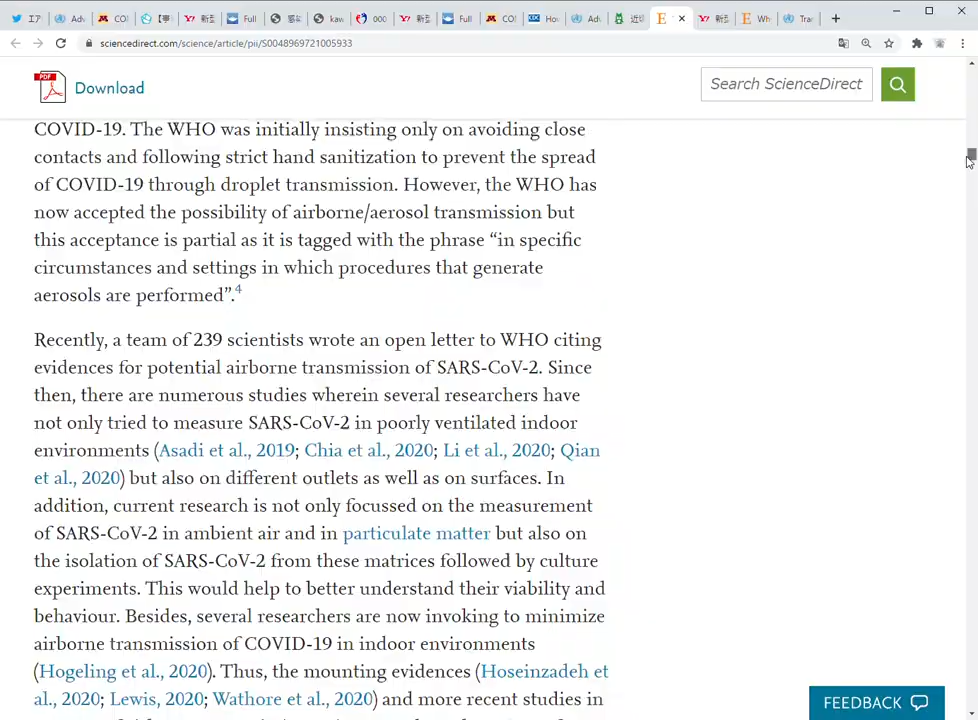 sciencedirect.com/science/article/pii/S0048969721005933
PDF
Download
Search ScienceDirect
COVID-19. The WHO was initially insisting only on avoiding close
contacts and following strict hand sanitization to prevent the spread
of COVID-19 through droplet transmission. However, the WHO has
now accepted the possibility of airborne/aerosol transmission but
this acceptance is partial as it is tagged with the phrase “in specific
circumstances and settings in which procedures that generate
aerosols are performed”.4
Recently, a team of 239 scientists wrote an open letter to WHO citing
evidences for potential airborne transmission of SARS-CoV-2. Since
then, there are numerous studies wherein several researchers have
not only tried to measure SARS-CoV-2 in poorly ventilated indoor
environments (Asadi et al., 2019; Chia et al., 2020; Li et al., 2020; Qian
et al., 2020) but also on different outlets as well as on surfaces. In
addition, current research is not only focussed on the measurement
of SARS-CoV-2 in ambient air and in particulate matter but also on
the isolation of SARS-CoV-2 from these matrices followed by culture
experiments. This would help to better understand their viability and
behaviour. Besides, several researchers are now invoking to minimize
airborne transmission of COVID-19 in indoor environments
(Hogeling et al., 2020). Thus, the mounting evidences (Hoseinzadeh et
al., 2020; Lewis, 2020; Wathore et al., 2020) and more recent studies in
FEEDBACK